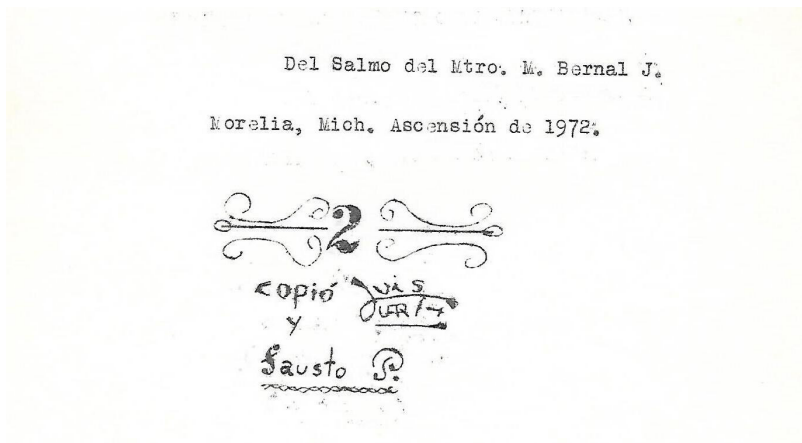 Del Salmo del Mtro. M. Bernal J.
Morelia, Mich. Ascensión de 1972.
2
copió
y
Fausto P.